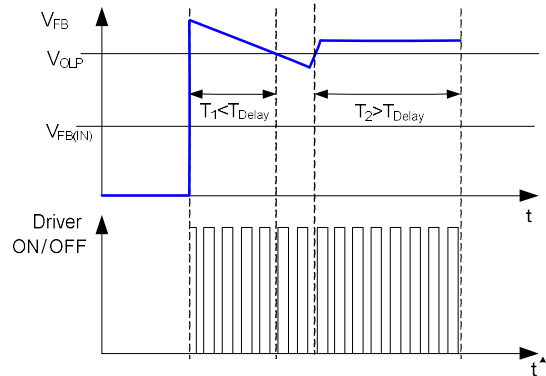 VFB
VOLP
T1<TDelay
T2>TDelay
VFB(IN)
t
Driver
ON/OFF
t